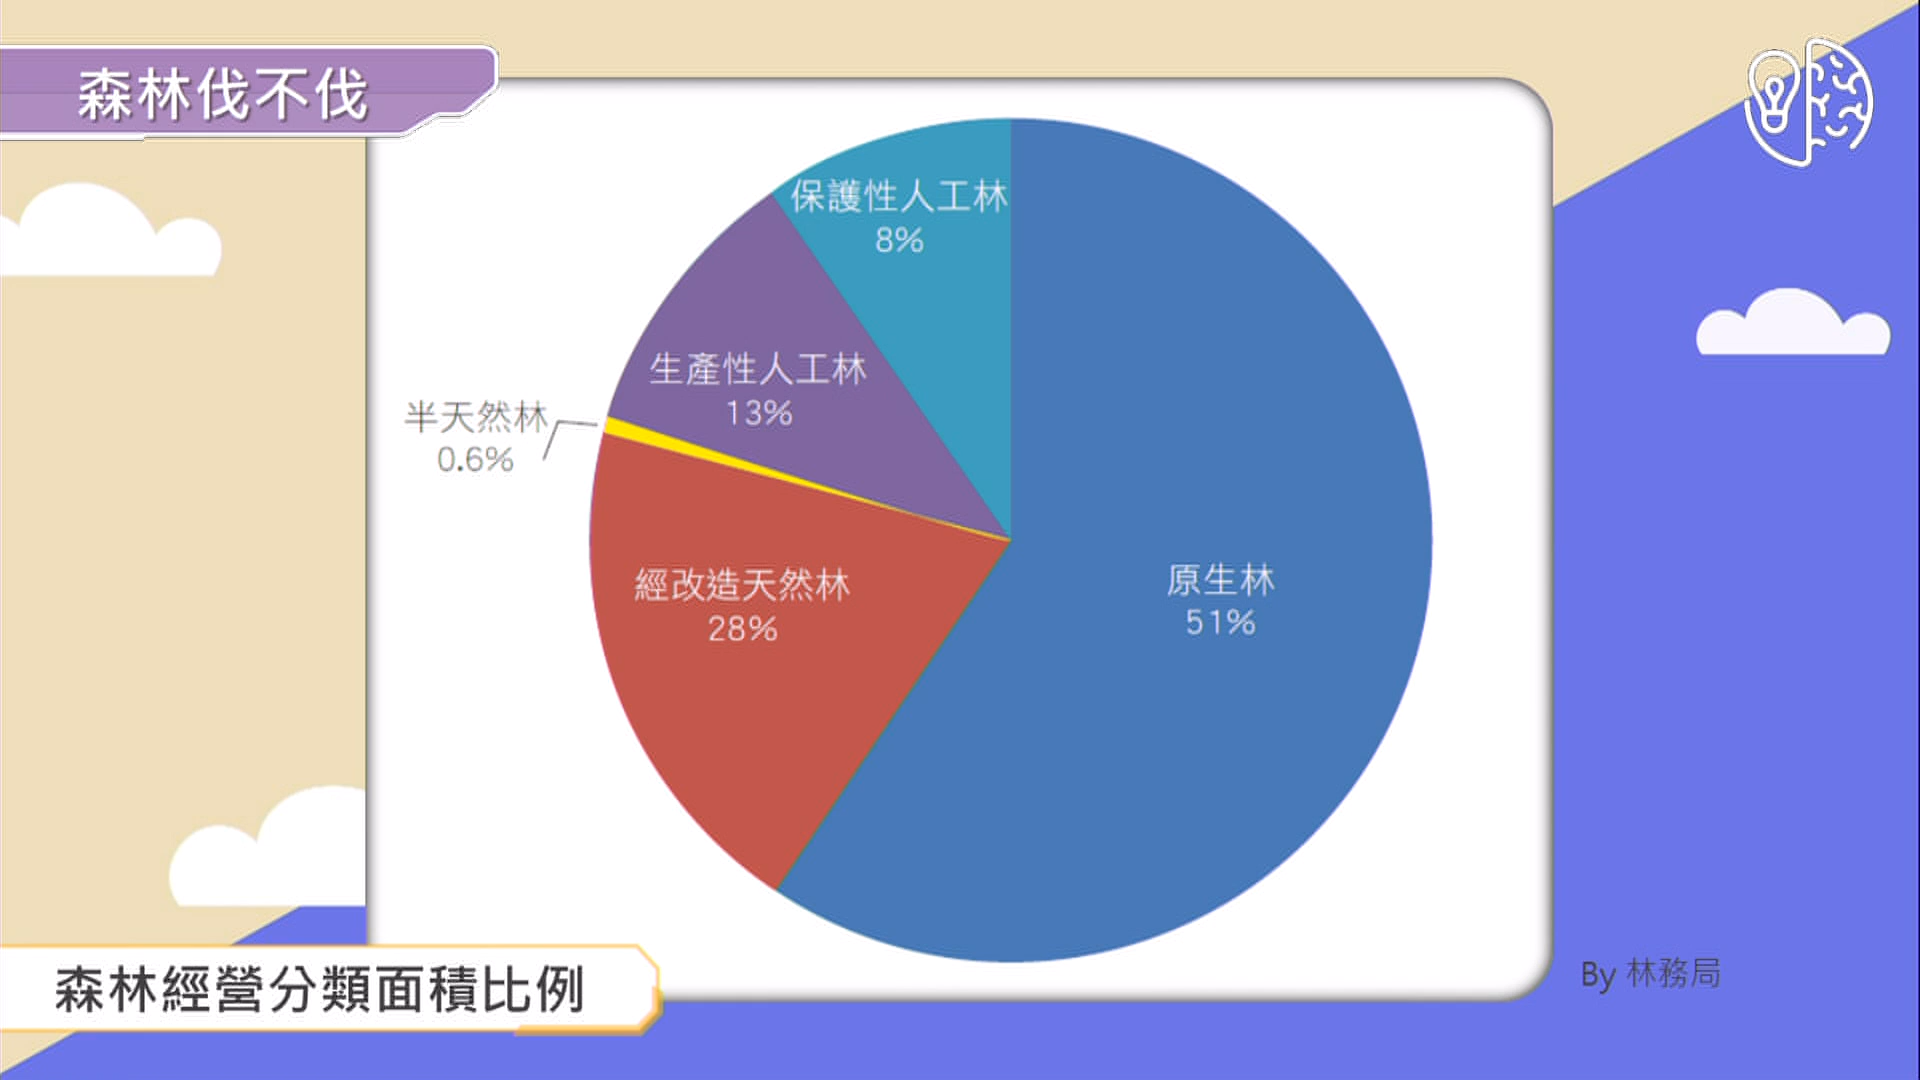 森林伐不伐
保護性人工林
8%
生產性人工林
13%
半天然林
0.6%
經改造天然林
28%
原生林
51%
森林經營分類面積比例
By 林務局